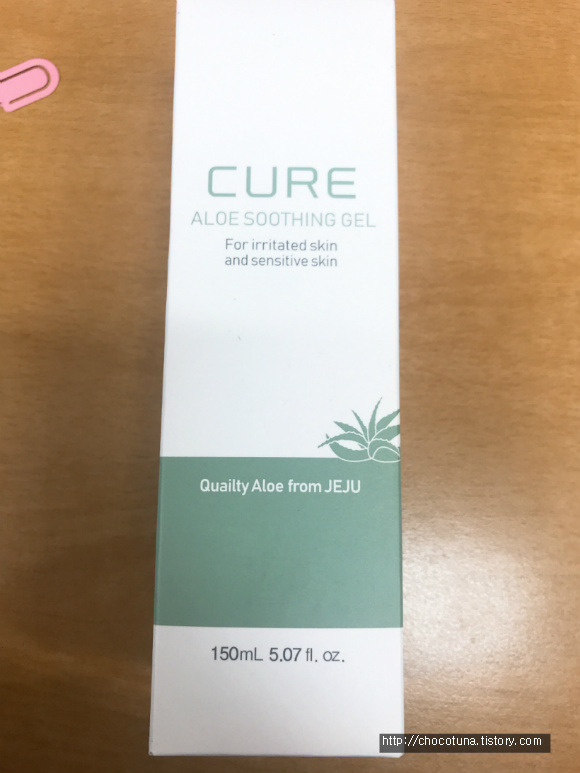 CURE
ALOE SOOTHING GEL
For irritated skin
and sensitive skin
Quailty Aloe from JEJU
150mL 5.07 fl. oz.
http://chocotuna.tistory.com